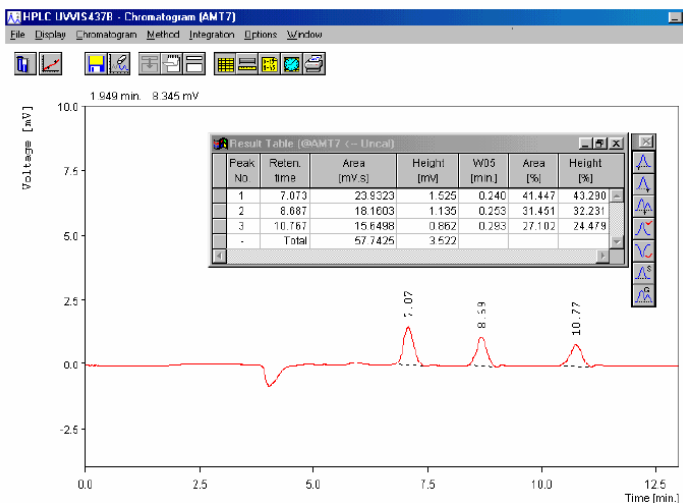 HPLC UVVIS437B - Chromatogram (AMT7)
File Display Chromatogram Method Integration Options Window
1.949 min. 8.345 mV
Voltage [mV]
Result Table (@AMT7 <-- Uncal)
Peak No. Reten. time Area [mV.s] Height [mV] W05 [min.] Area [%] Height [%]
1 7.073 23.9323 1.525 0.240 41.447 43.290
2 8.687 18.1603 1.135 0.253 31.451 32.231
3 10.767 15.6498 0.862 0.293 27.102 24.479
- Total 57.7425 3.522
10.0
7.5
5.0
2.5
0.0
-2.5
7.07
8.69
10.77
S
G
0.0 2.5 5.0 7.5 10.0 12.5
Time [min.]